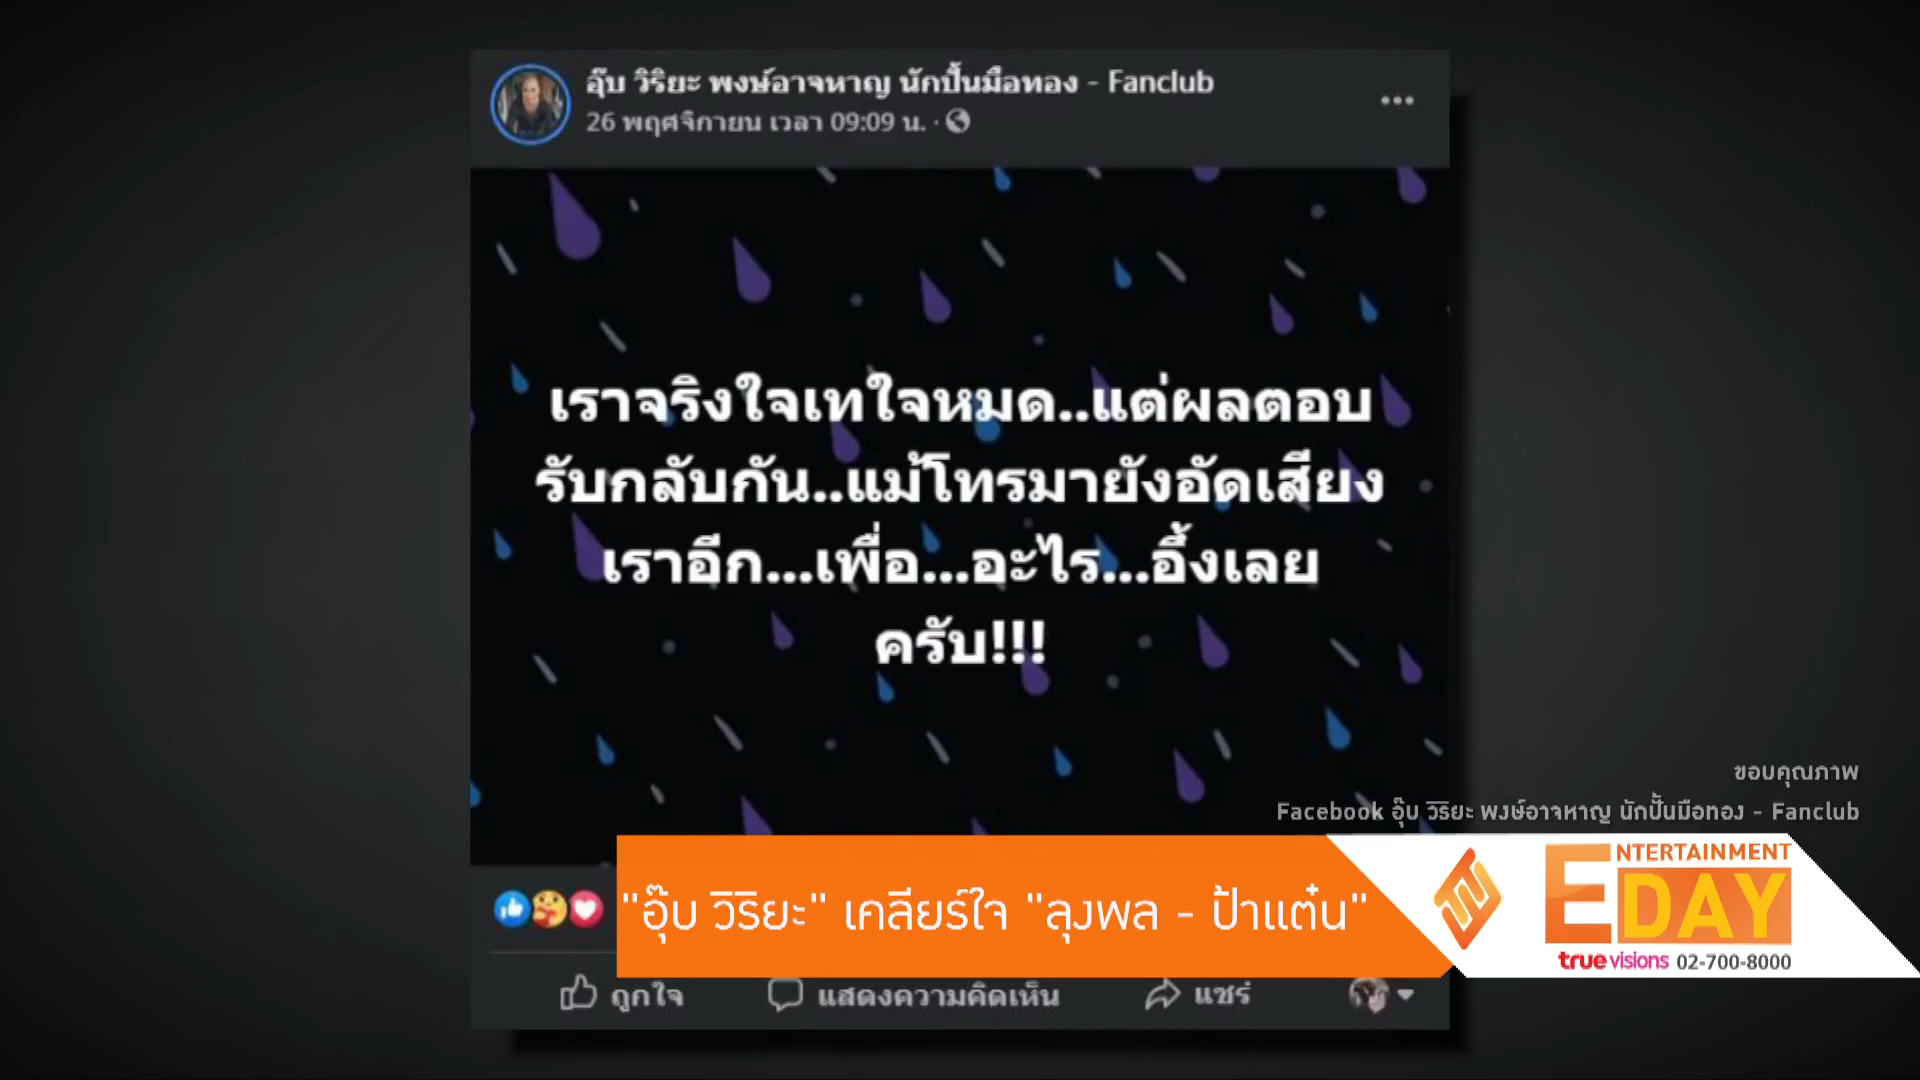 อุ๊บ วิริยะ พงษ์อาจหาญ นักปั้นมือทอง - Fanclub
26 พฤศจิกายน เวลา 09:09 น. ·
เราจริงใจเทใจหมด..แต่ผลตอบ
รับกลับกัน..แม้โทรมายังอัดเสียง
เราอีก...เพื่อ...อะไร...อึ้งเลย
ครับ!!!
ขอบคุณภาพ
Facebook อุ๊บ วิริยะ พงษ์อาจหาญ นักปั้นมือทอง - Fanclub
"อุ๊บ วิริยะ" เคลียร์ใจ "ลุงพล - ป้าแต๋น"
ENTERTAINMENT
DAY
truevisions 02-700-8000
ถูกใจ
แสดงความคิดเห็น
แชร์